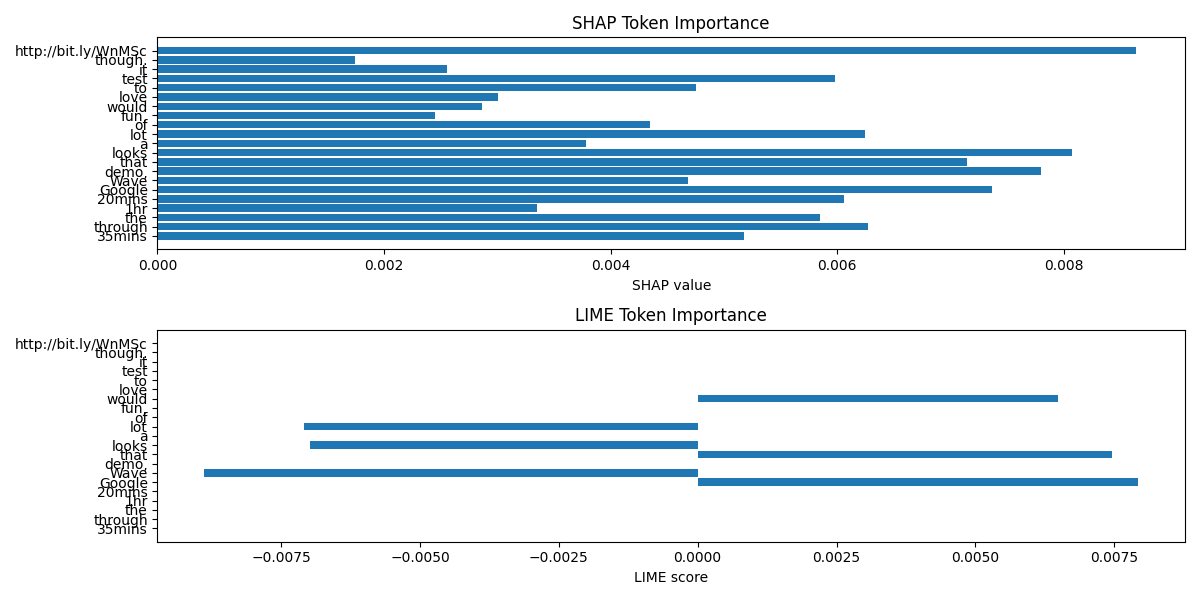 SHAP Token Importance
http://bit.ly/WnMSc
though,
it
test
to
love
would
fun,
of
lot
a
looks
that
demo,
Wave
Google
20mins
1hr
the
through
35mins
0.000 0.002 0.004 0.006 0.008
SHAP value
LIME Token Importance
http://bit.ly/WnMSc
though,
it
test
to
love
would
fun,
of
lot
a
looks
that
demo,
Wave
Google
20mins
1hr
the
through
35mins
−0.0075 −0.0050 −0.0025 0.0000 0.0025 0.0050 0.0075
LIME score